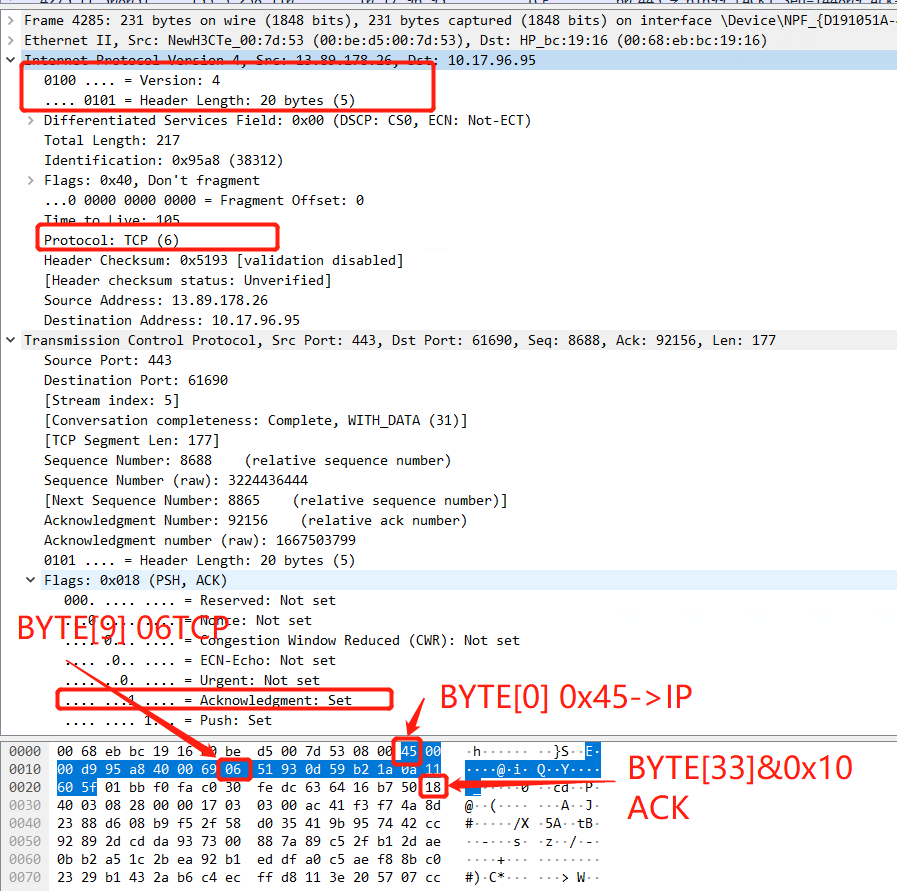 Frame 4285: 231 bytes on wire (1848 bits), 231 bytes captured (1848 bits) on interface \Device\NPF_{D191051A-
Ethernet II, Src: NewH3CTe_00:7d:53 (00:be:d5:00:7d:53), Dst: HP_bc:19:16 (00:68:eb:bc:19:16)
Internet Protocol Version 4, Src: 13.89.178.26, Dst: 10.17.96.95
0100 .... = Version: 4
.... 0101 = Header Length: 20 bytes (5)
Differentiated Services Field: 0x00 (DSCP: CS0, ECN: Not-ECT)
Total Length: 217
Identification: 0x95a8 (38312)
Flags: 0x40, Don't fragment
...0 0000 0000 0000 = Fragment Offset: 0
Time to Live: 105
Protocol: TCP (6)
Header Checksum: 0x5193 [validation disabled]
[Header checksum status: Unverified]
Source Address: 13.89.178.26
Destination Address: 10.17.96.95
Transmission Control Protocol, Src Port: 443, Dst Port: 61690, Seq: 8688, Ack: 92156, Len: 177
Source Port: 443
Destination Port: 61690
[Stream index: 5]
[Conversation completeness: Complete, WITH_DATA (31)]
[TCP Segment Len: 177]
Sequence Number: 8688    (relative sequence number)
Sequence Number (raw): 3224436444
[Next Sequence Number: 8865    (relative sequence number)]
Acknowledgment Number: 92156    (relative ack number)
Acknowledgment number (raw): 1667503799
0101 .... = Header Length: 20 bytes (5)
Flags: 0x018 (PSH, ACK)
000. .... .... = Reserved: Not set
...0 .... .... = Nonce: Not set
BYTE[9] 06TCP
.... 0... .... = Congestion Window Reduced (CWR): Not set
.... .0.. .... = ECN-Echo: Not set
.... ..0. .... = Urgent: Not set
.... ...1 .... = Acknowledgment: Set
BYTE[0] 0x45->IP
.... .... 1... = Push: Set
0000 00 68 eb bc 19 16 be d5 00 7d 53 08 00 45 00 ·h······ ··}S··E·
0010 00 d9 95 a8 40 00 69 06 51 93 0d 59 b2 1a 0a 11 ····@·i· Q··Y····
BYTE[33]&0x10
0020 60 5f 01 bb f0 fa c0 30 fe dc 63 64 16 b7 50 18 0 ··cd··P·
ACK
0030 40 03 08 28 00 00 17 03 03 00 ac 41 f3 f7 4a 8d @··(···· ···A··J·
0040 23 88 d6 08 b9 f5 2f 58 d0 35 41 9b 95 74 42 cc #·····/X ·5A··tB·
0050 92 89 2d cd da 93 73 00 88 7a 89 c5 2f b1 2d ae ··-···s· ·z··/·-·
0060 0b b2 a5 1c 2b ea 92 b1 ed df a0 c5 ae f8 8b c0 ····+··· ········
0070 23 29 b1 43 2a b6 c4 ec ff d8 11 3e 20 57 07 cc #)·C*··· ···> W··